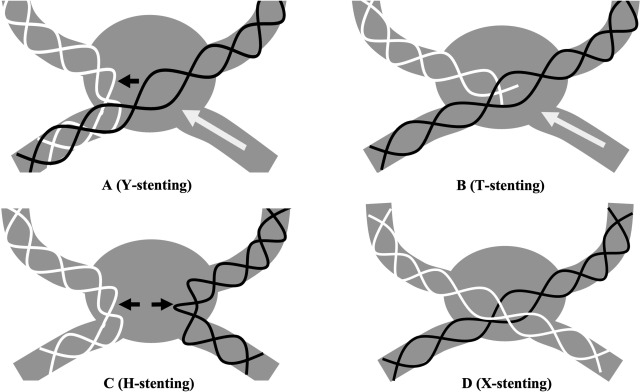 A (Y-stenting)
B (T-stenting)
C (H-stenting)
D (X-stenting)